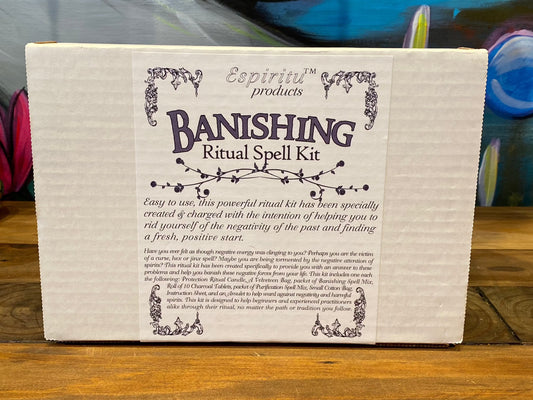 Espiritu™
products
BANISHING
Ritual Spell Kit
Easy to use, this powerful ritual kit has been specially
created & charged with the intention of helping you to
rid yourself of the negativity of the past and finding
a fresh, positive start.
Have you ever felt as though negative energy was clinging to you? Perhaps you are the victim
of a curse, hex or jinx spell? Maybe you are being tormented by the negative attention of
spirits? This ritual kit has been created specifically to provide you with an answer to these
problems and help you banish these negative forces from your life. This kit includes one each
the following: Protection Ritual Candle, A Velveteen Bag, packet of Banishing Spell Mix,
Roll of 10 Charcoal Tablets, packet of Purification Spell Mix, Small Cotton Bag,
Instruction Sheet, and an Amulet to help ward against negativity and harmful
spirits. This kit is designed to help beginners and experienced practitioners
alike through their ritual, no matter the path or tradition you follow.